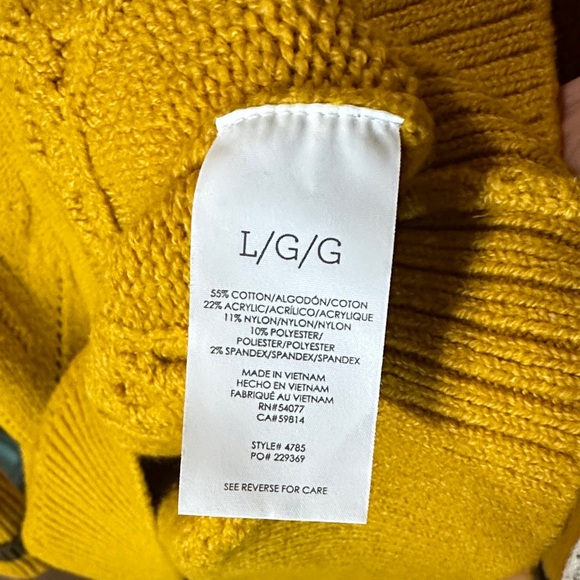 L/G/G
55% COTTON/ALGODÓN/COTON
22% ACRYLIC/ACRÍLICO/ACRYLIQUE
11% NYLON/NYLON/NYLON
10% POLYESTER/
POLIESTER/POLYESTER
2% SPANDEX/SPANDEX/SPANDEX
MADE IN VIETNAM
HECHO EN VIETNAM
FABRIQUÉ AU VIETNAM
RN#54077
CA#59814
STYLE# 4785
PO# 229369
SEE REVERSE FOR CARE